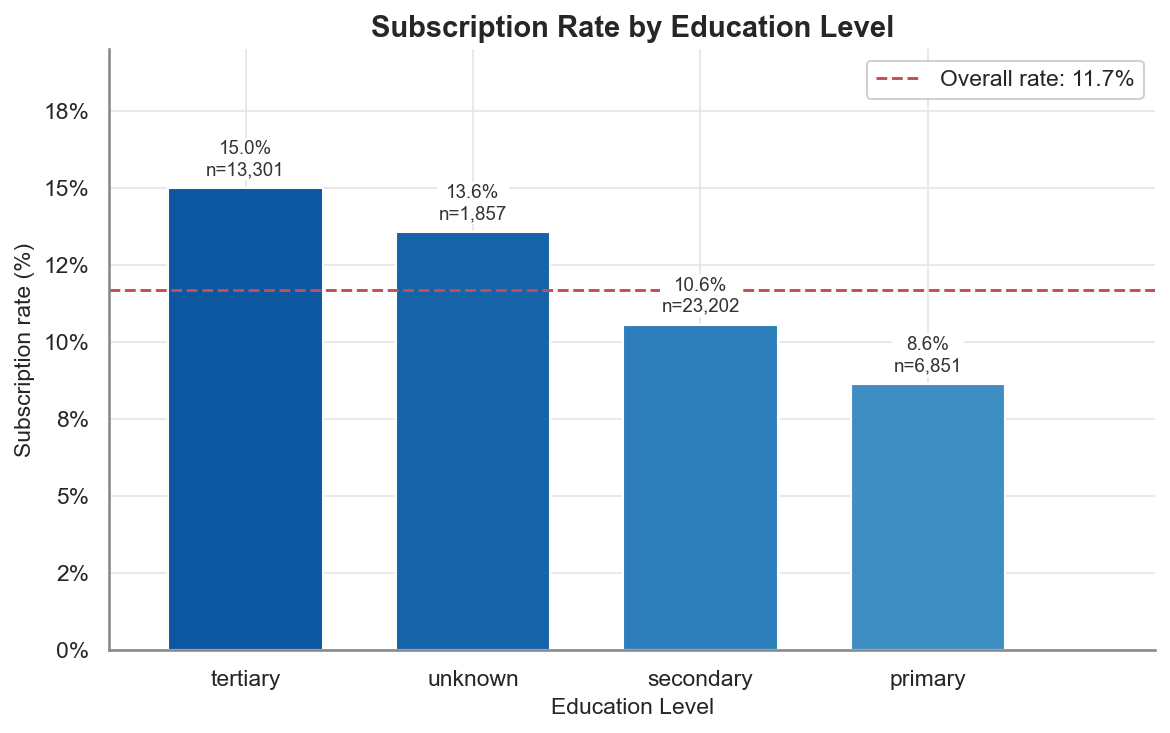 Subscription Rate by Education Level
Overall rate: 11.7%
18%
15%
12%
10%
8%
5%
2%
0%
Subscription rate (%)
15.0%
n=13,301
13.6%
n=1,857
10.6%
n=23,202
8.6%
n=6,851
tertiary
unknown
secondary
primary
Education Level